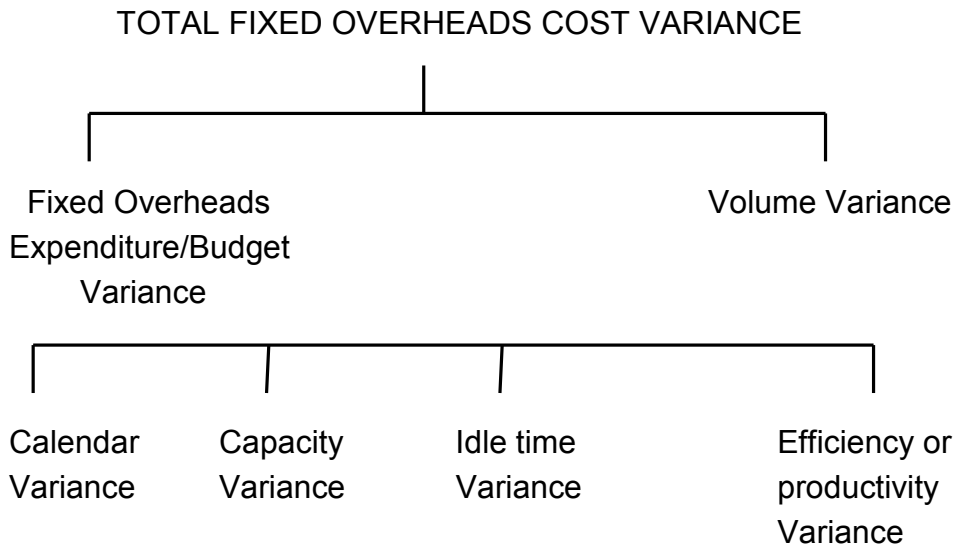 TOTAL FIXED OVERHEADS COST VARIANCE
Fixed Overheads
Expenditure/Budget
Variance
Volume Variance
Calendar
Variance
Capacity
Variance
Idle time
Variance
Efficiency or
productivity
Variance